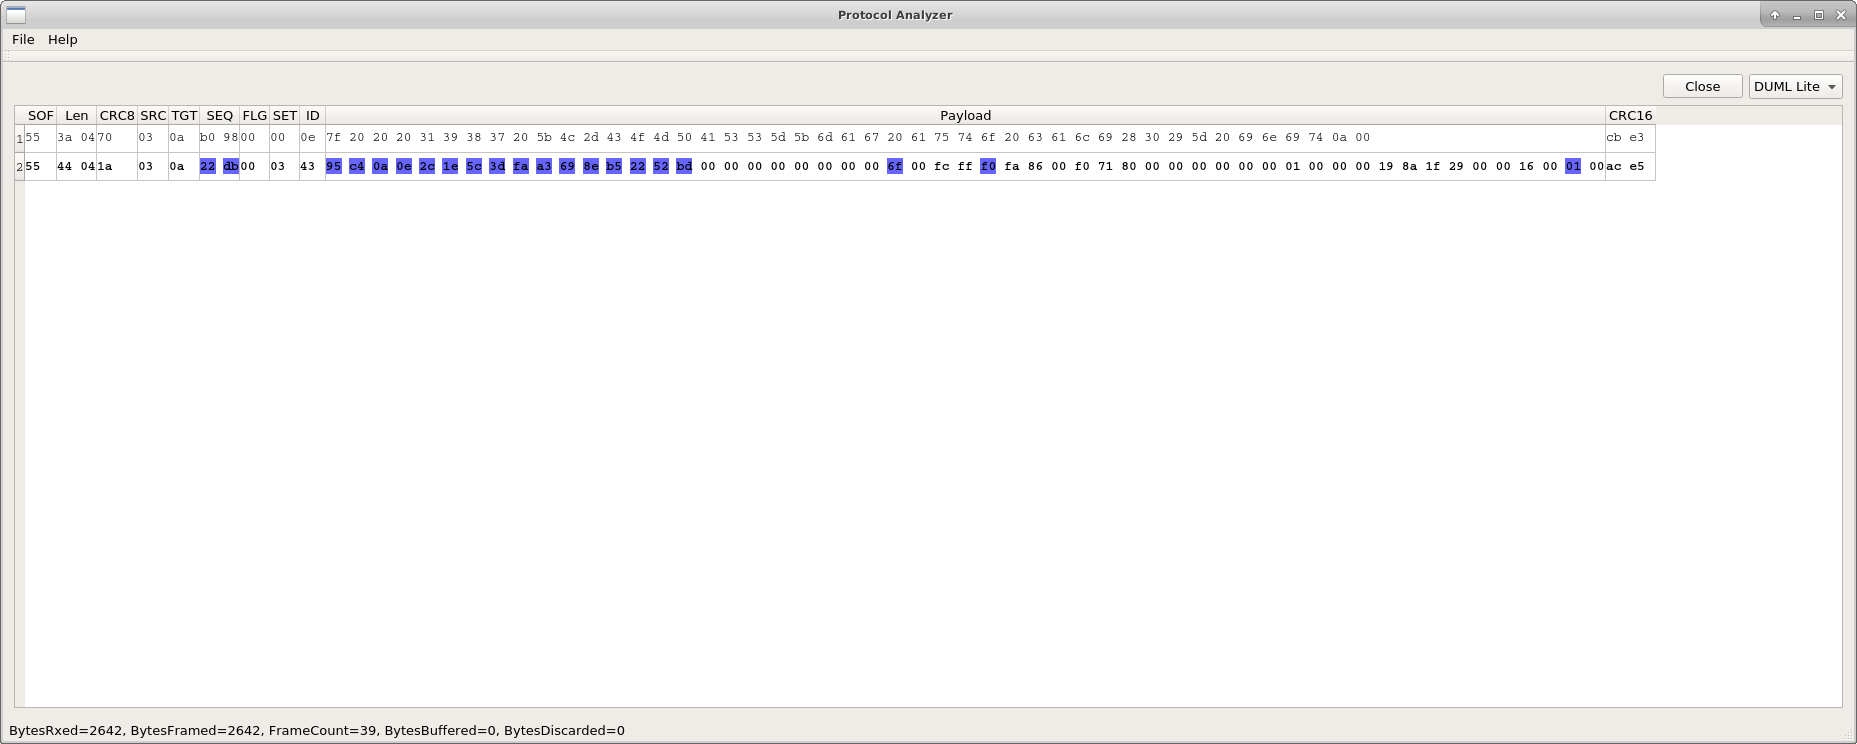 Protocol Analyzer
File Help
Close DUML Lite
SOF Len CRC8 SRC TGT SEQ FLG SET ID Payload CRC16
1 55 3a 04 70 03 0a b0 98 00 00 0e 7f 20 20 20 31 39 38 37 20 5b 4c 2d 43 4f 4d 50 41 53 53 5d 5b 6d 61 67 20 61 75 74 6f 20 63 61 6c 69 28 30 29 5d 20 69 6e 69 74 0a 00 cb e3
2 55 44 04 1a 03 0a 22 db 00 03 43 95 c4 0a 0e 2c 1e 5c 3d fa a3 69 8e b5 22 52 bd 00 00 00 00 00 00 00 00 6f 00 fc ff f0 fa 86 00 f0 71 80 00 00 00 00 00 00 01 00 00 00 19 8a 1f 29 00 00 16 00 01 00 ac e5
BytesRxed=2642, BytesFramed=2642, FrameCount=39, BytesBuffered=0, BytesDiscarded=0